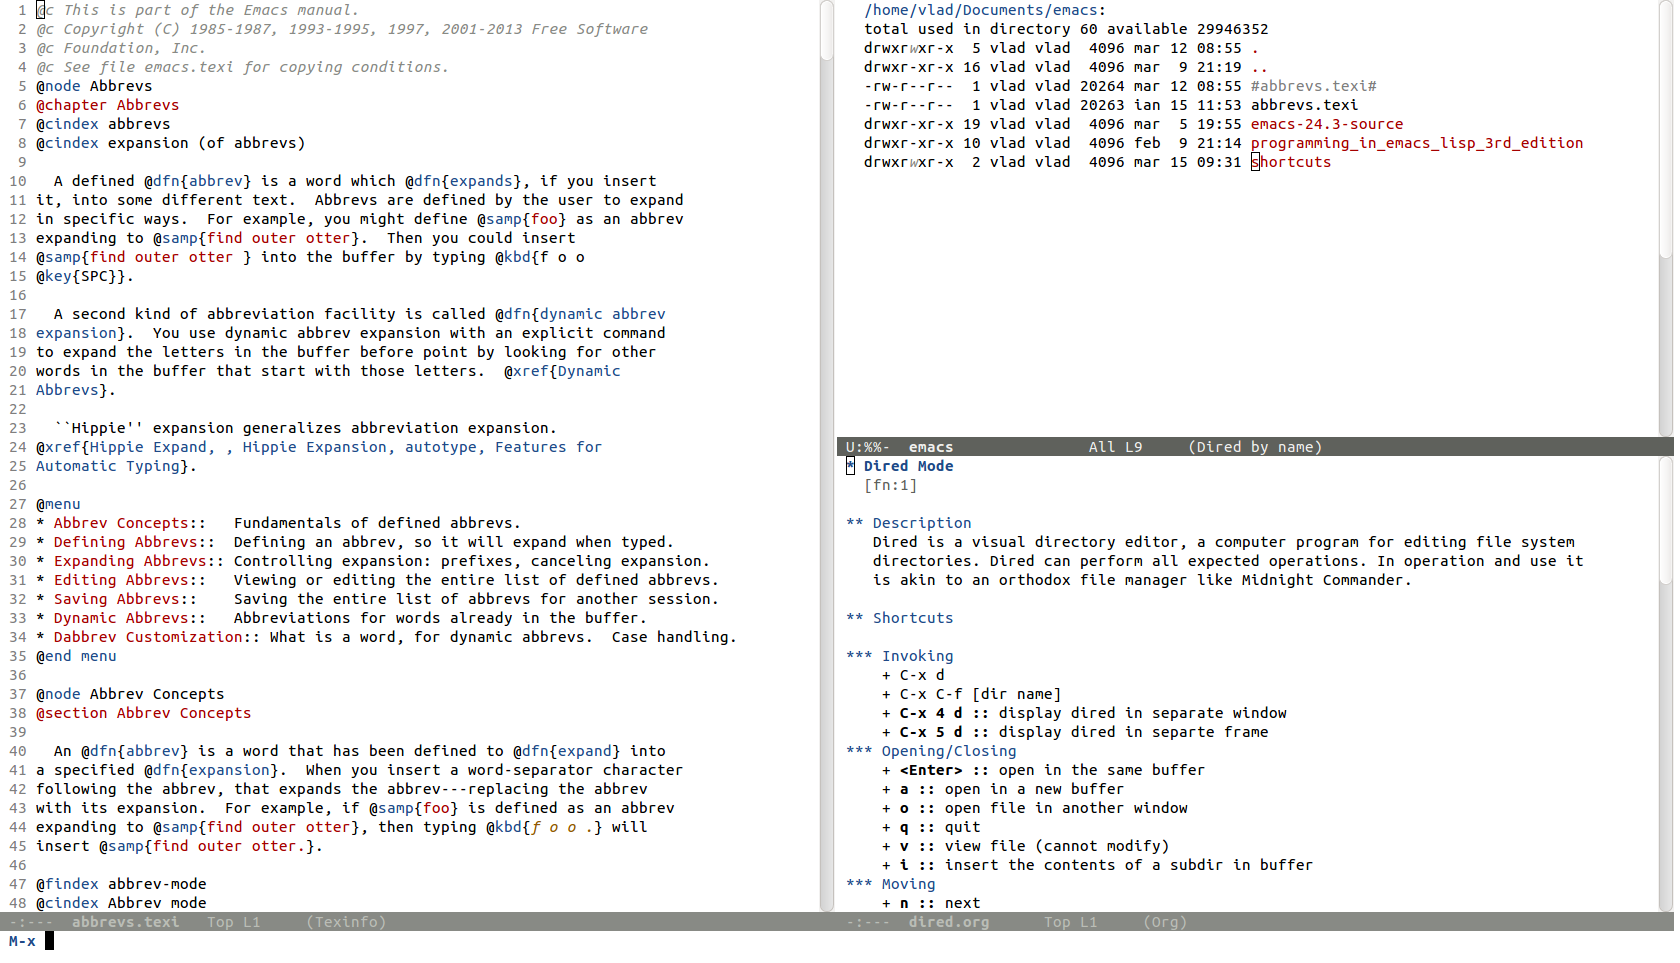 1 @c This is part of the Emacs manual.
2 @c Copyright (C) 1985-1987, 1993-1995, 1997, 2001-2013 Free Software
3 @c Foundation, Inc.
4 @c See file emacs.texi for copying conditions.
5 @node Abbrevs
6 @chapter Abbrevs
7 @cindex abbrevs
8 @cindex expansion (of abbrevs)
9
10   A defined @dfn{abbrev} is a word which @dfn{expands}, if you insert
11 it, into some different text.  Abbrevs are defined by the user to expand
12 in specific ways.  For example, you might define @samp{foo} as an abbrev
13 expanding to @samp{find outer otter}.  Then you could insert
14 @samp{find outer otter } into the buffer by typing @kbd{f o o
15 @key{SPC}}.
16
17   A second kind of abbreviation facility is called @dfn{dynamic abbrev
18 expansion}.  You use dynamic abbrev expansion with an explicit command
19 to expand the letters in the buffer before point by looking for other
20 words in the buffer that start with those letters.  @xref{Dynamic
21 Abbrevs}.
22
23   ``Hippie'' expansion generalizes abbreviation expansion.
24 @xref{Hippie Expand, , Hippie Expansion, autotype, Features for
25 Automatic Typing}.
26
27 @menu
28 * Abbrev Concepts::   Fundamentals of defined abbrevs.
29 * Defining Abbrevs::  Defining an abbrev, so it will expand when typed.
30 * Expanding Abbrevs:: Controlling expansion: prefixes, canceling expansion.
31 * Editing Abbrevs::   Viewing or editing the entire list of defined abbrevs.
32 * Saving Abbrevs::    Saving the entire list of abbrevs for another session.
33 * Dynamic Abbrevs::   Abbreviations for words already in the buffer.
34 * Dabbrev Customization:: What is a word, for dynamic abbrevs.  Case handling.
35 @end menu
36
37 @node Abbrev Concepts
38 @section Abbrev Concepts
39
40   An @dfn{abbrev} is a word that has been defined to @dfn{expand} into
41 a specified @dfn{expansion}.  When you insert a word-separator character
42 following the abbrev, that expands the abbrev---replacing the abbrev
43 with its expansion.  For example, if @samp{foo} is defined as an abbrev
44 expanding to @samp{find outer otter}, then typing @kbd{f o o .} will
45 insert @samp{find outer otter.}.
46
47 @findex abbrev-mode
48 @cindex Abbrev mode
-:---  abbrevs.texi   Top L1     (Texinfo)
/home/vlad/Documents/emacs:
total used in directory 60 available 29946352
drwxrwxr-x  5 vlad vlad  4096 mar 12 08:55 .
drwxr-xr-x 16 vlad vlad  4096 mar  9 21:19 ..
-rw-r--r--  1 vlad vlad 20264 mar 12 08:55 #abbrevs.texi#
-rw-r--r--  1 vlad vlad 20263 ian 15 11:53 abbrevs.texi
drwxr-xr-x 19 vlad vlad  4096 mar  5 19:55 emacs-24.3-source
drwxr-xr-x 10 vlad vlad  4096 feb  9 21:14 programming_in_emacs_lisp_3rd_edition
drwxrwxr-x  2 vlad vlad  4096 mar 15 09:31 shortcuts
U:%%-  emacs               All L9     (Dired by name)
* Dired Mode
[fn:1]
** Description
Dired is a visual directory editor, a computer program for editing file system
directories. Dired can perform all expected operations. In operation and use it
is akin to an orthodox file manager like Midnight Commander.
** Shortcuts
*** Invoking
+ C-x d
+ C-x C-f [dir name]
+ C-x 4 d :: display dired in separate window
+ C-x 5 d :: display dired in separte frame
*** Opening/Closing
+ <Enter> :: open in the same buffer
+ a :: open in a new buffer
+ o :: open file in another window
+ q :: quit
+ v :: view file (cannot modify)
+ i :: insert the contents of a subdir in buffer
*** Moving
+ n :: next
-:---  dired.org      Top L1     (Org)
M-x